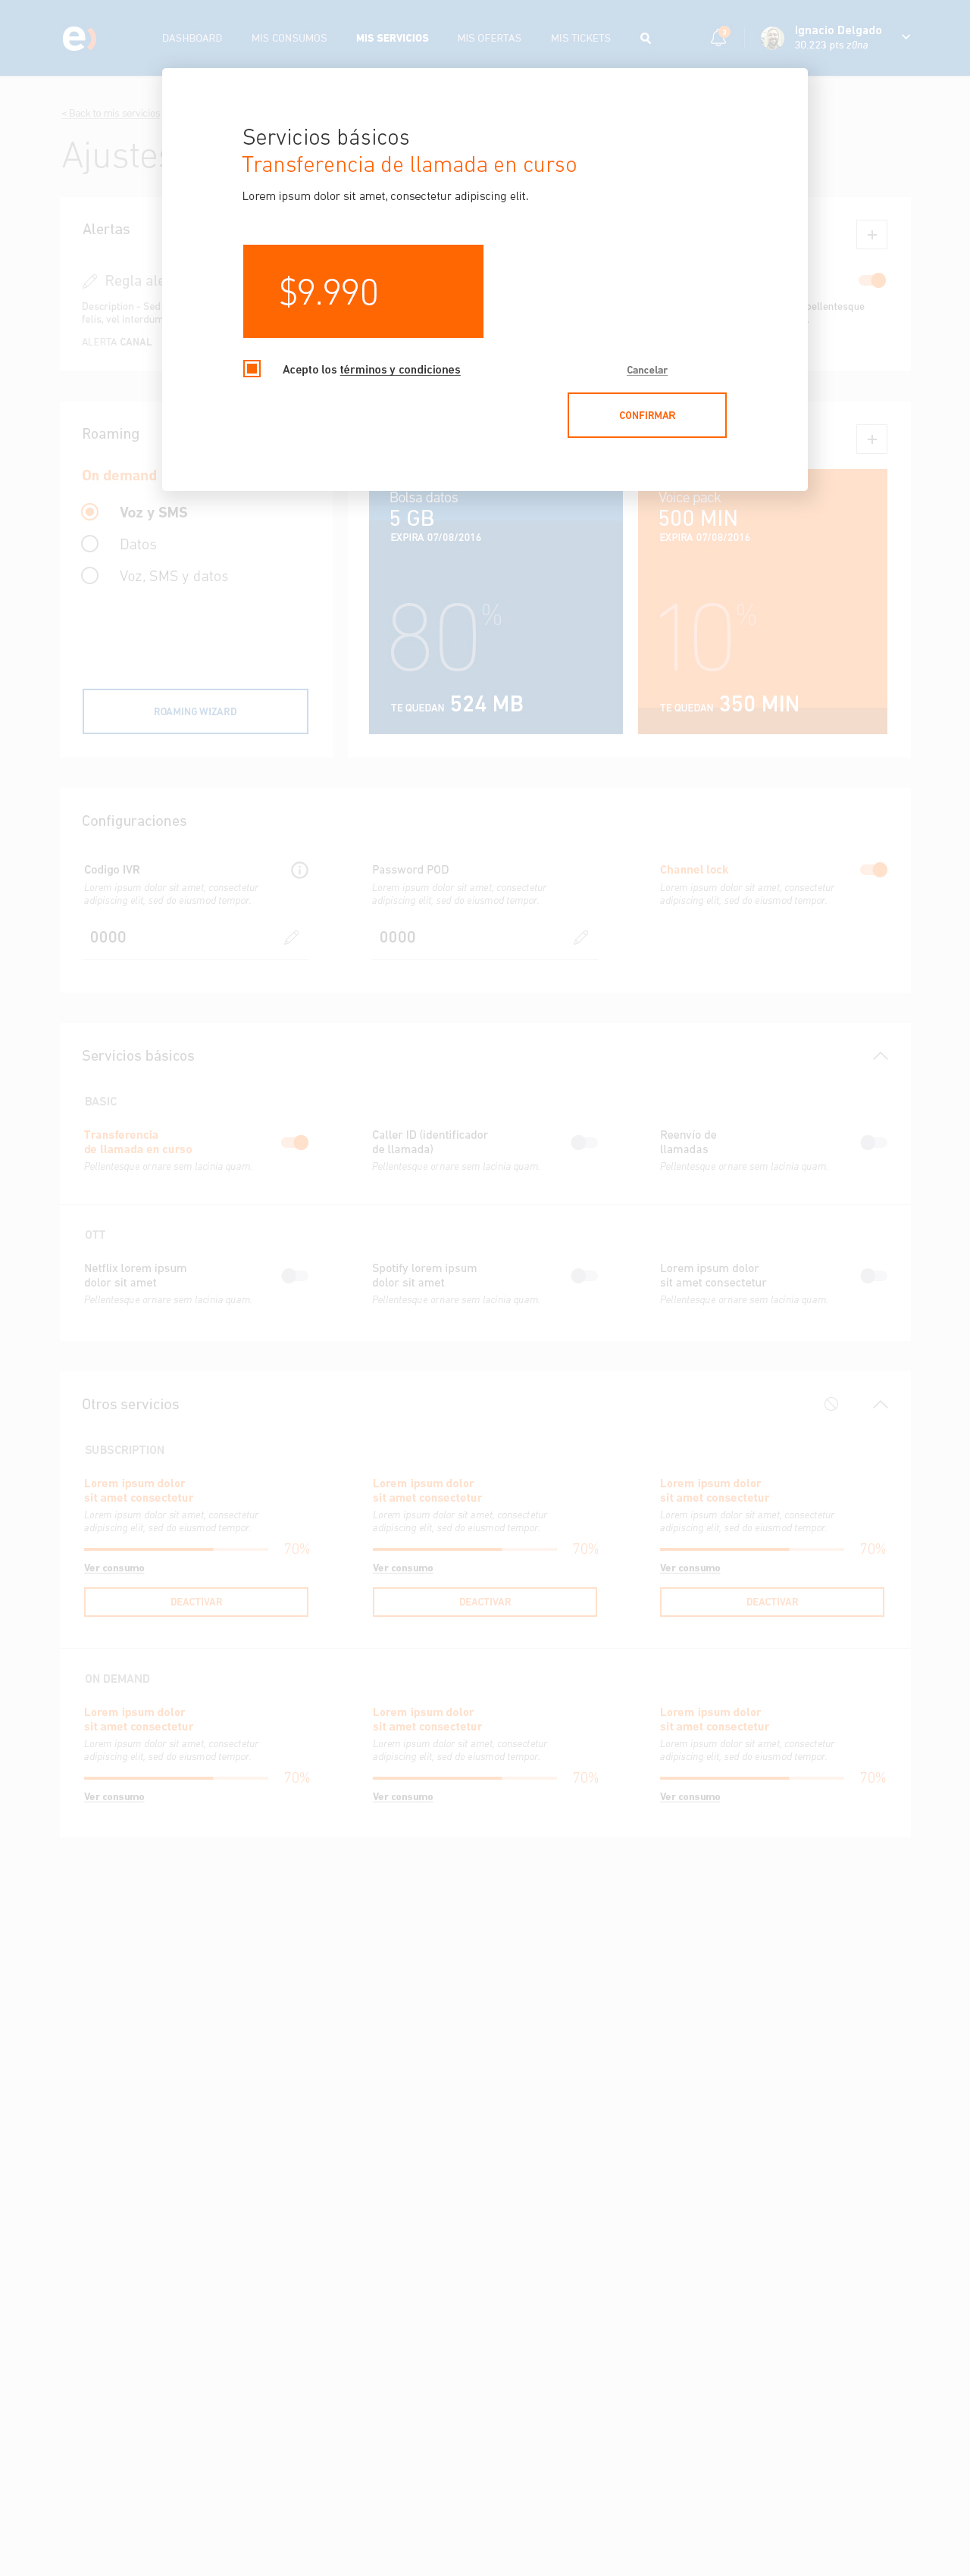 e)
DASHBOARD
MIS CONSUMOS
MIS SERVICIOS
MIS OFERTAS
MIS TICKETS
3
Ignacio Delgado
30.223 pts zóna
< Back to mis servicios
Ajustes
Servicios básicos
Transferencia de llamada en curso
Lorem ipsum dolor sit amet, consectetur adipiscing elit.
$9.990
Acepto los términos y condiciones
Cancelar
CONFIRMAR
Alertas
+
Regla ale
Description - Sed
pellentesque
felis, vel interdum
ALERTA CANAL
Roaming
+
On demand
Voz y SMS
Datos
Voz, SMS y datos
ROAMING WIZARD
Bolsa datos
5 GB
EXPIRA 07/08/2016
80%
TE QUEDAN 524 MB
Voice pack
500 MIN
EXPIRA 07/08/2016
10%
TE QUEDAN 350 MIN
Configuraciones
Codigo IVR
Lorem ipsum dolor sit amet, consectetur
adipiscing elit, sed do eiusmod tempor.
0000
Password POD
Lorem ipsum dolor sit amet, consectetur
adipiscing elit, sed do eiusmod tempor.
0000
Channel lock
Lorem ipsum dolor sit amet, consectetur
adipiscing elit, sed do eiusmod tempor.
Servicios básicos
BASIC
Transferencia
de llamada en curso
Pellentesque ornare sem lacinia quam.
Caller ID (identificador
de llamada)
Pellentesque ornare sem lacinia quam.
Reenvio de
llamadas
Pellentesque ornare sem lacinia quam.
OTT
Netflix lorem ipsum
dolor sit amet
Pellentesque ornare sem lacinia quam.
Spotify lorem ipsum
dolor sit amet
Pellentesque ornare sem lacinia quam.
Lorem ipsum dolor
sit amet consectetur
Pellentesque ornare sem lacinia quam.
Otros servicios
SUBSCRIPTION
Lorem ipsum dolor
sit amet consectetur
Lorem ipsum dolor sit amet, consectetur
adipiscing elit, sed do eiusmod tempor.
70%
Ver consumo
DEACTIVAR
Lorem ipsum dolor
sit amet consectetur
Lorem ipsum dolor sit amet, consectetur
adipiscing elit, sed do eiusmod tempor.
70%
Ver consumo
DEACTIVAR
Lorem ipsum dolor
sit amet consectetur
Lorem ipsum dolor sit amet, consectetur
adipiscing elit, sed do eiusmod tempor.
70%
Ver consumo
DEACTIVAR
ON DEMAND
Lorem ipsum dolor
sit amet consectetur
Lorem ipsum dolor sit amet, consectetur
adipiscing elit, sed do eiusmod tempor.
70%
Ver consumo
Lorem ipsum dolor
sit amet consectetur
Lorem ipsum dolor sit amet, consectetur
adipiscing elit, sed do eiusmod tempor.
70%
Ver consumo
Lorem ipsum dolor
sit amet consectetur
Lorem ipsum dolor sit amet, consectetur
adipiscing elit, sed do eiusmod tempor.
70%
Ver consumo